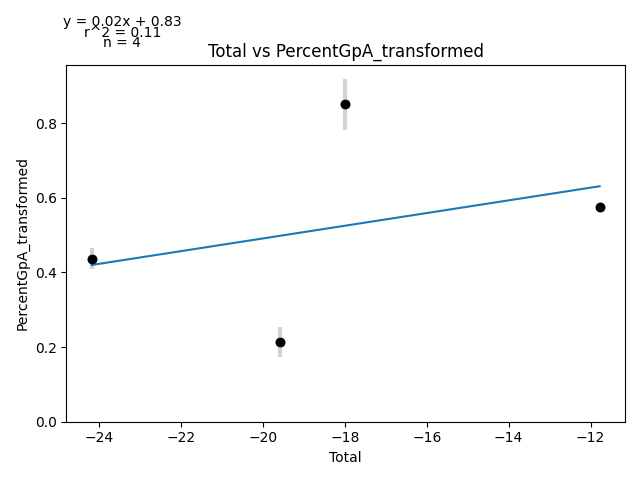 y = 0.02x + 0.83
r^2 = 0.11
n = 4
Total vs PercentGpA_transformed
PercentGpA_transformed
0.8
0.6
0.4
0.2
0.0
−24
−22
−20
−18
−16
−14
−12
Total